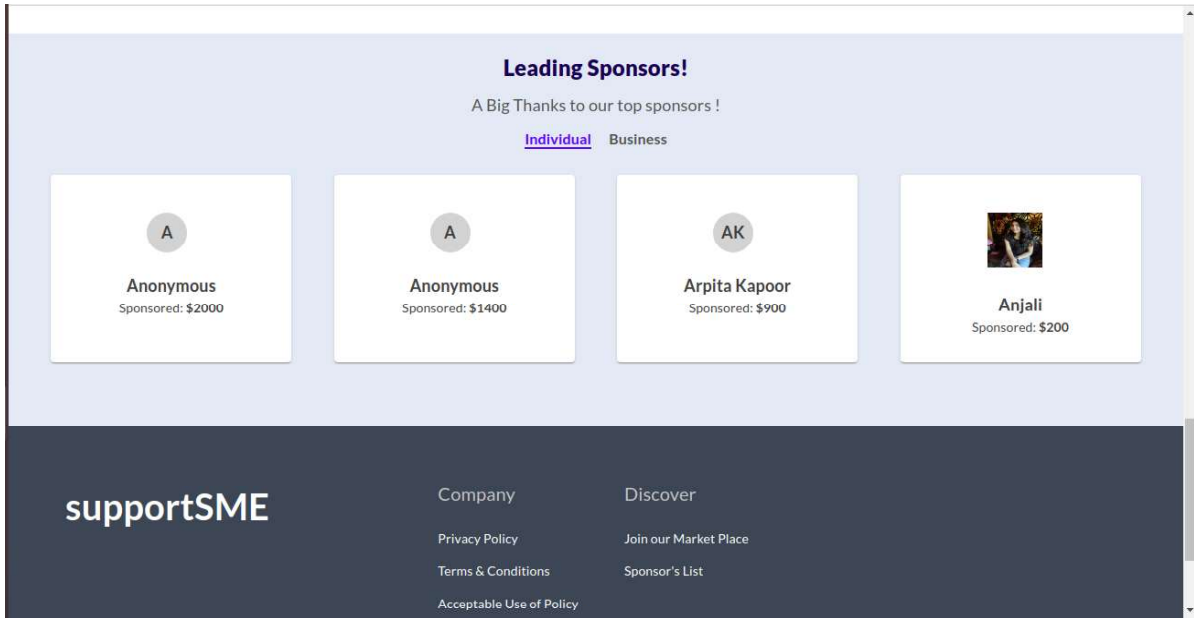 Leading Sponsors!
A Big Thanks to our top sponsors !
Individual Business
A
Anonymous
Sponsored: $2000
A
Anonymous
Sponsored: $1400
AK
Arpita Kapoor
Sponsored: $900
Anjali
Sponsored: $200
supportSME
Company
Privacy Policy
Terms & Conditions
Acceptable Use of Policy
Discover
Join our Market Place
Sponsor's List